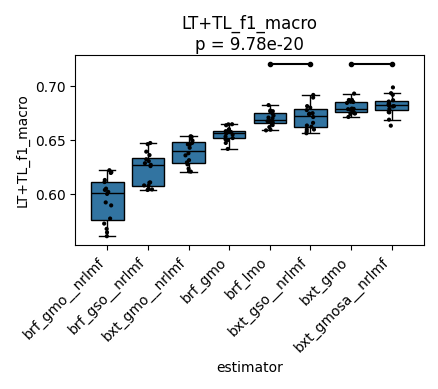 LT+TL_f1_macro
p = 9.78e-20
LT+TL_f1_macro
0.70
0.65
0.60
brf_gmo__nrlmf
brf_gso__nrlmf
bxt_gmo__nrlmf
brf_gmo
brf_lmo
bxt_gso__nrlmf
bxt_gmo
bxt_gmosa__nrlmf
estimator